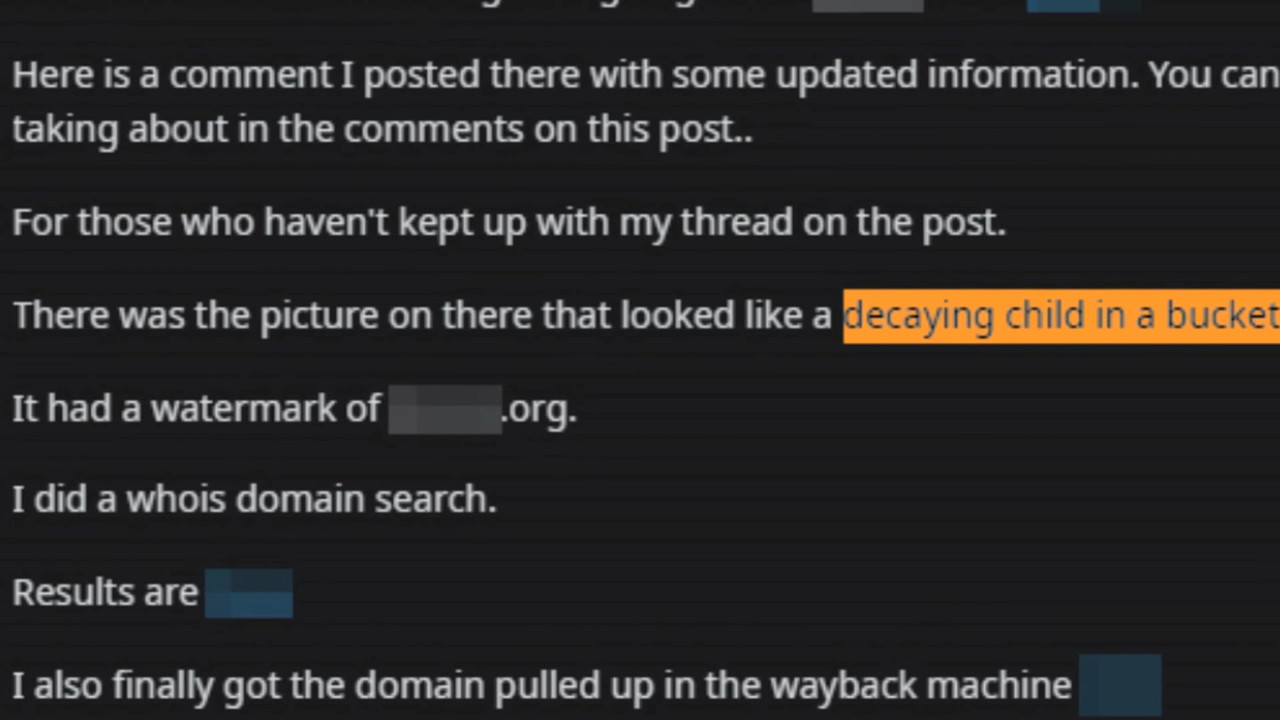 Here is a comment I posted there with some updated information. You can
taking about in the comments on this post..
For those who haven't kept up with my thread on the post.
There was the picture on there that looked like a decaying child in a bucket
It had a watermark of .org.
I did a whois domain search.
Results are
I also finally got the domain pulled up in the wayback machine